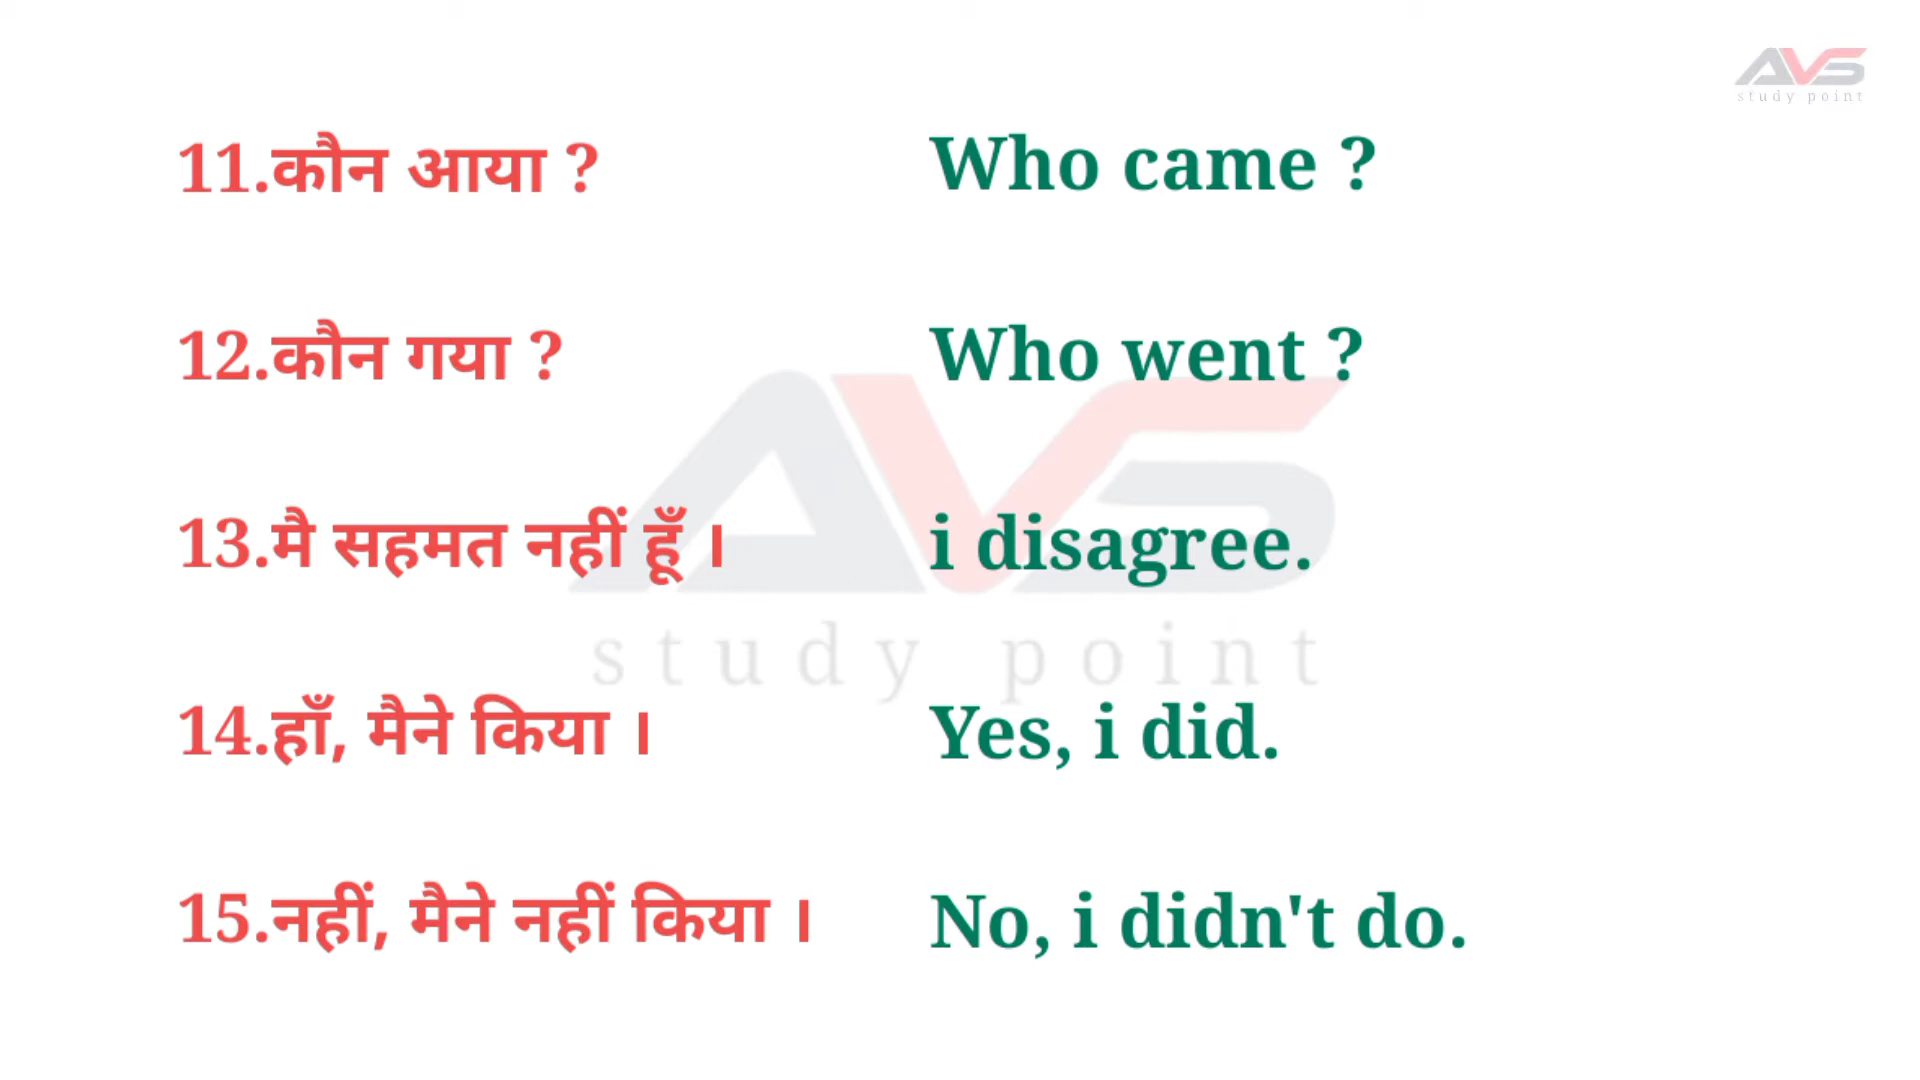 AVS
study point
11.कौन आया ? Who came ?
12.कौन गया ? Who went ?
13.मै सहमत नहीं हूँ । i disagree.
14.हाँ, मैने किया । Yes, i did.
15.नहीं, मैने नहीं किया । No, i didn't do.
AVS
study point